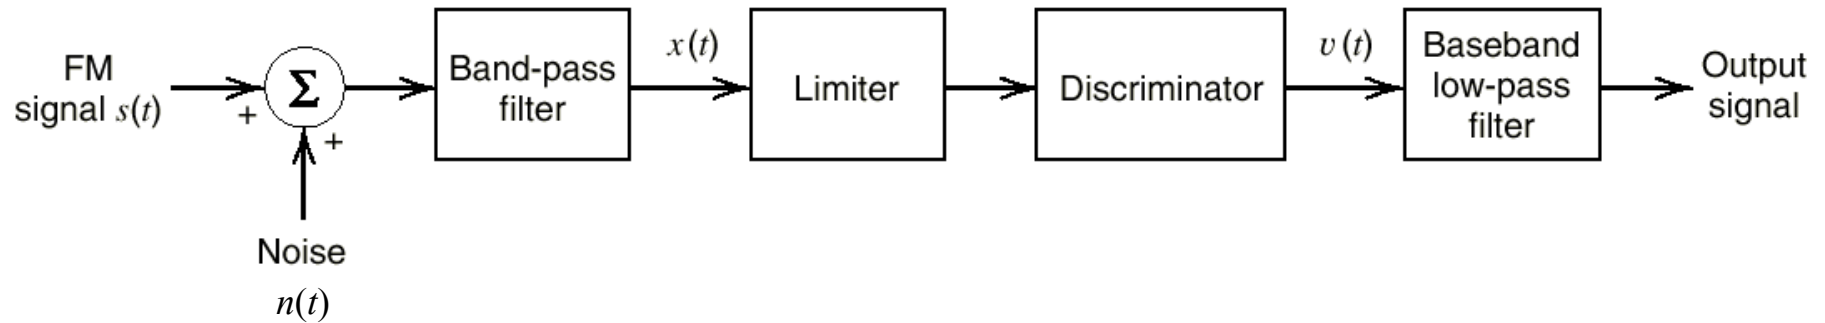 FM
signal s(t)
+
Σ
+
Noise
n(t)
Band-pass
filter
x(t)
Limiter
Discriminator
v(t)
Baseband
low-pass
filter
Output
signal